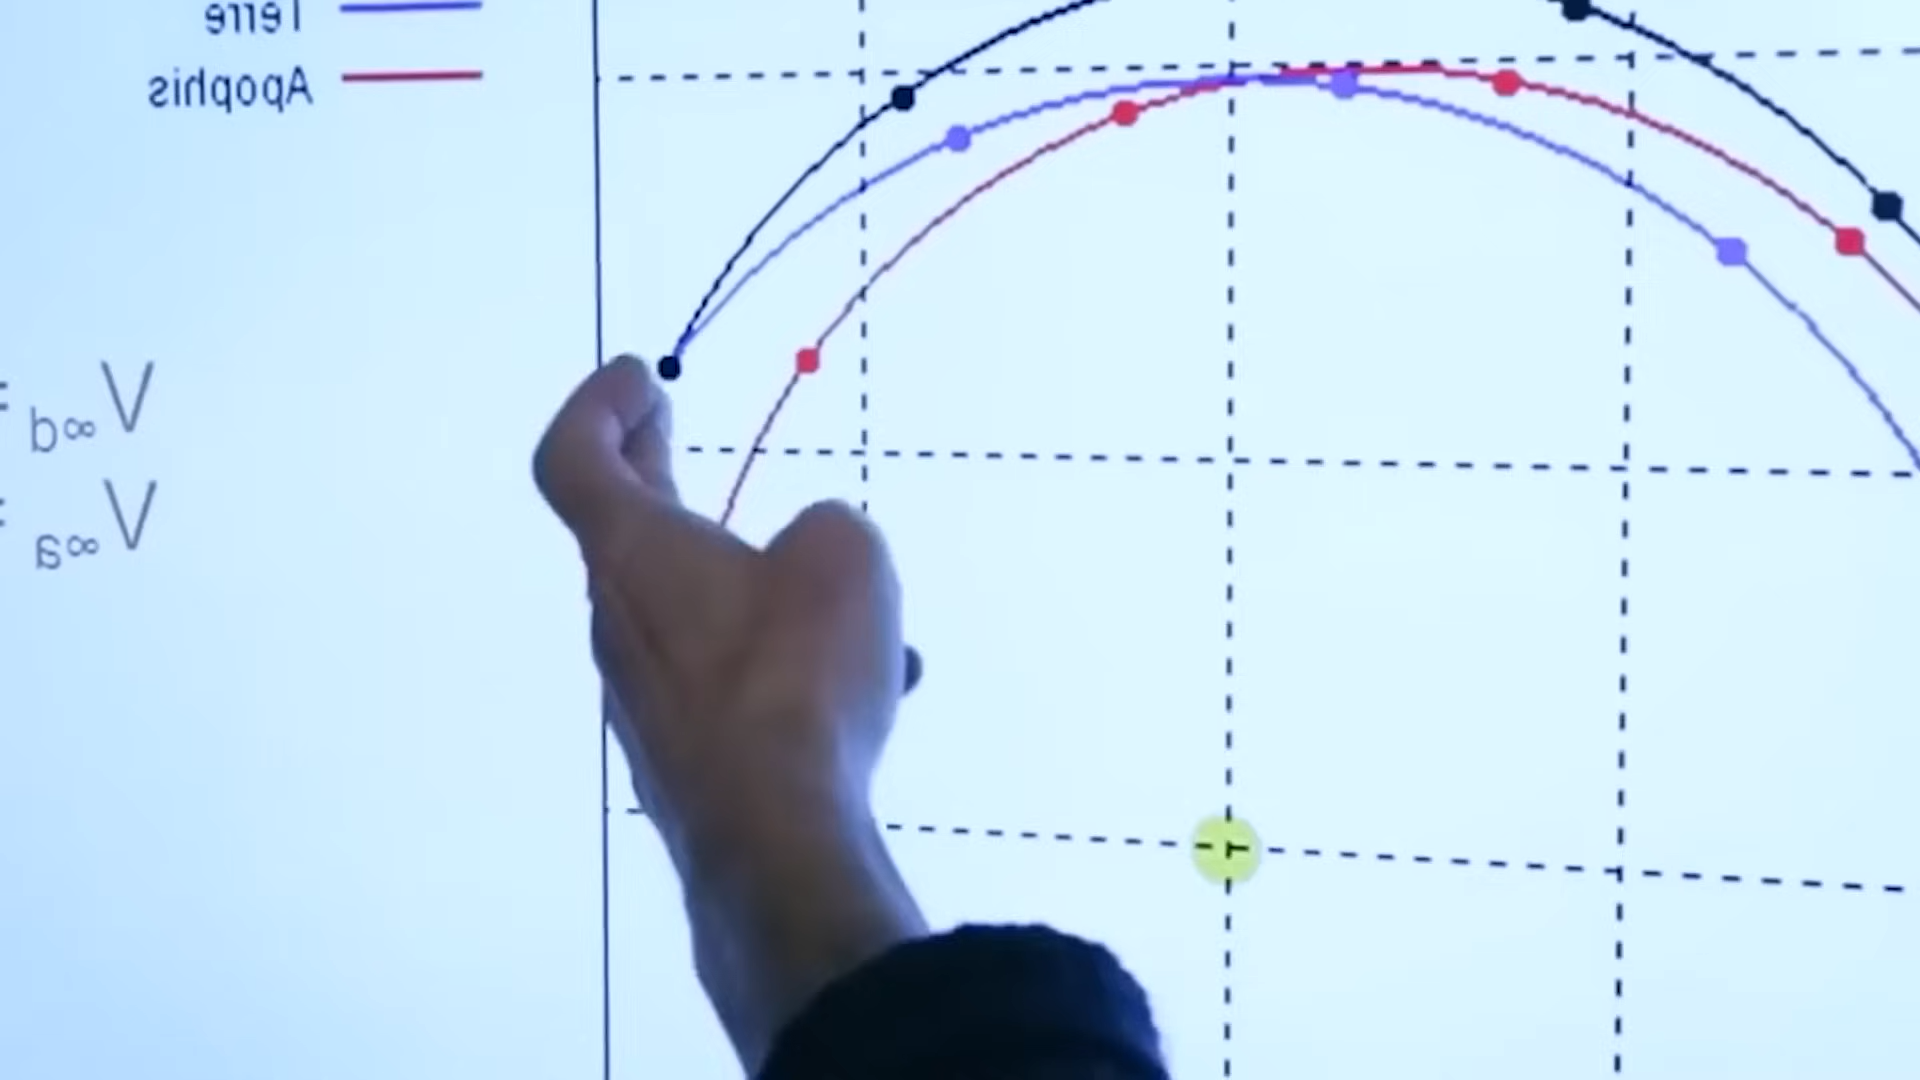 Terre
Apophis
V∞d =
V∞a =